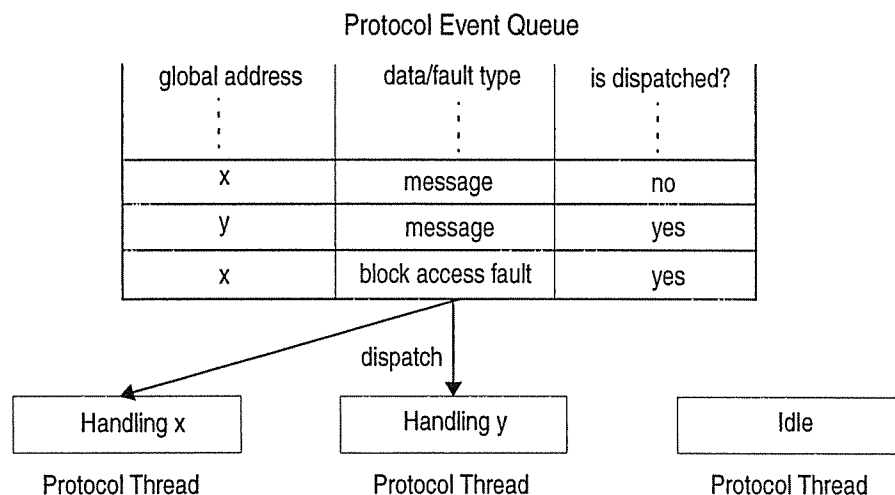 Protocol Event Queue
global address data/fault type is dispatched?
x message no
y message yes
x block access fault yes
dispatch
Handling x Handling y Idle
Protocol Thread Protocol Thread Protocol Thread